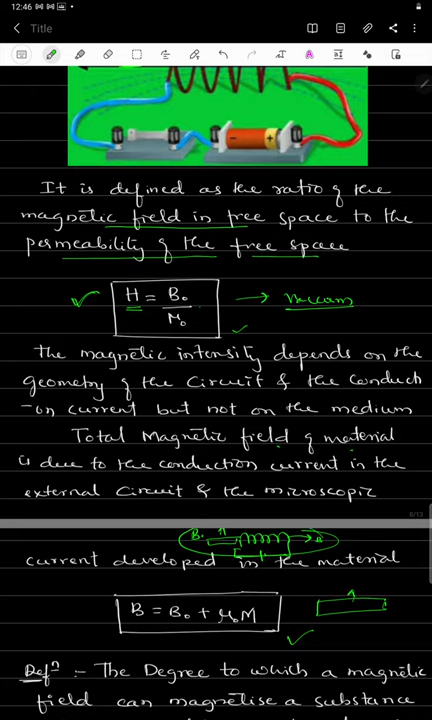 12:46
Title
It is defined as the ratio of the
magnetic field in free space to the
permeability of the free space
H = B₀/μ₀ → Vaccum
The magnetic intensity depends on the
geometry of the Circuit & the Conduct
-on current but not on the medium
Total Magnetic field of material
is due to the conduction current in the
external Circuit & the microscopic
6/13
B₀
current developed in the material
B = B₀ + μ₀M
Defⁿ :- The Degree to which a magnetic
field can magnetise a substance